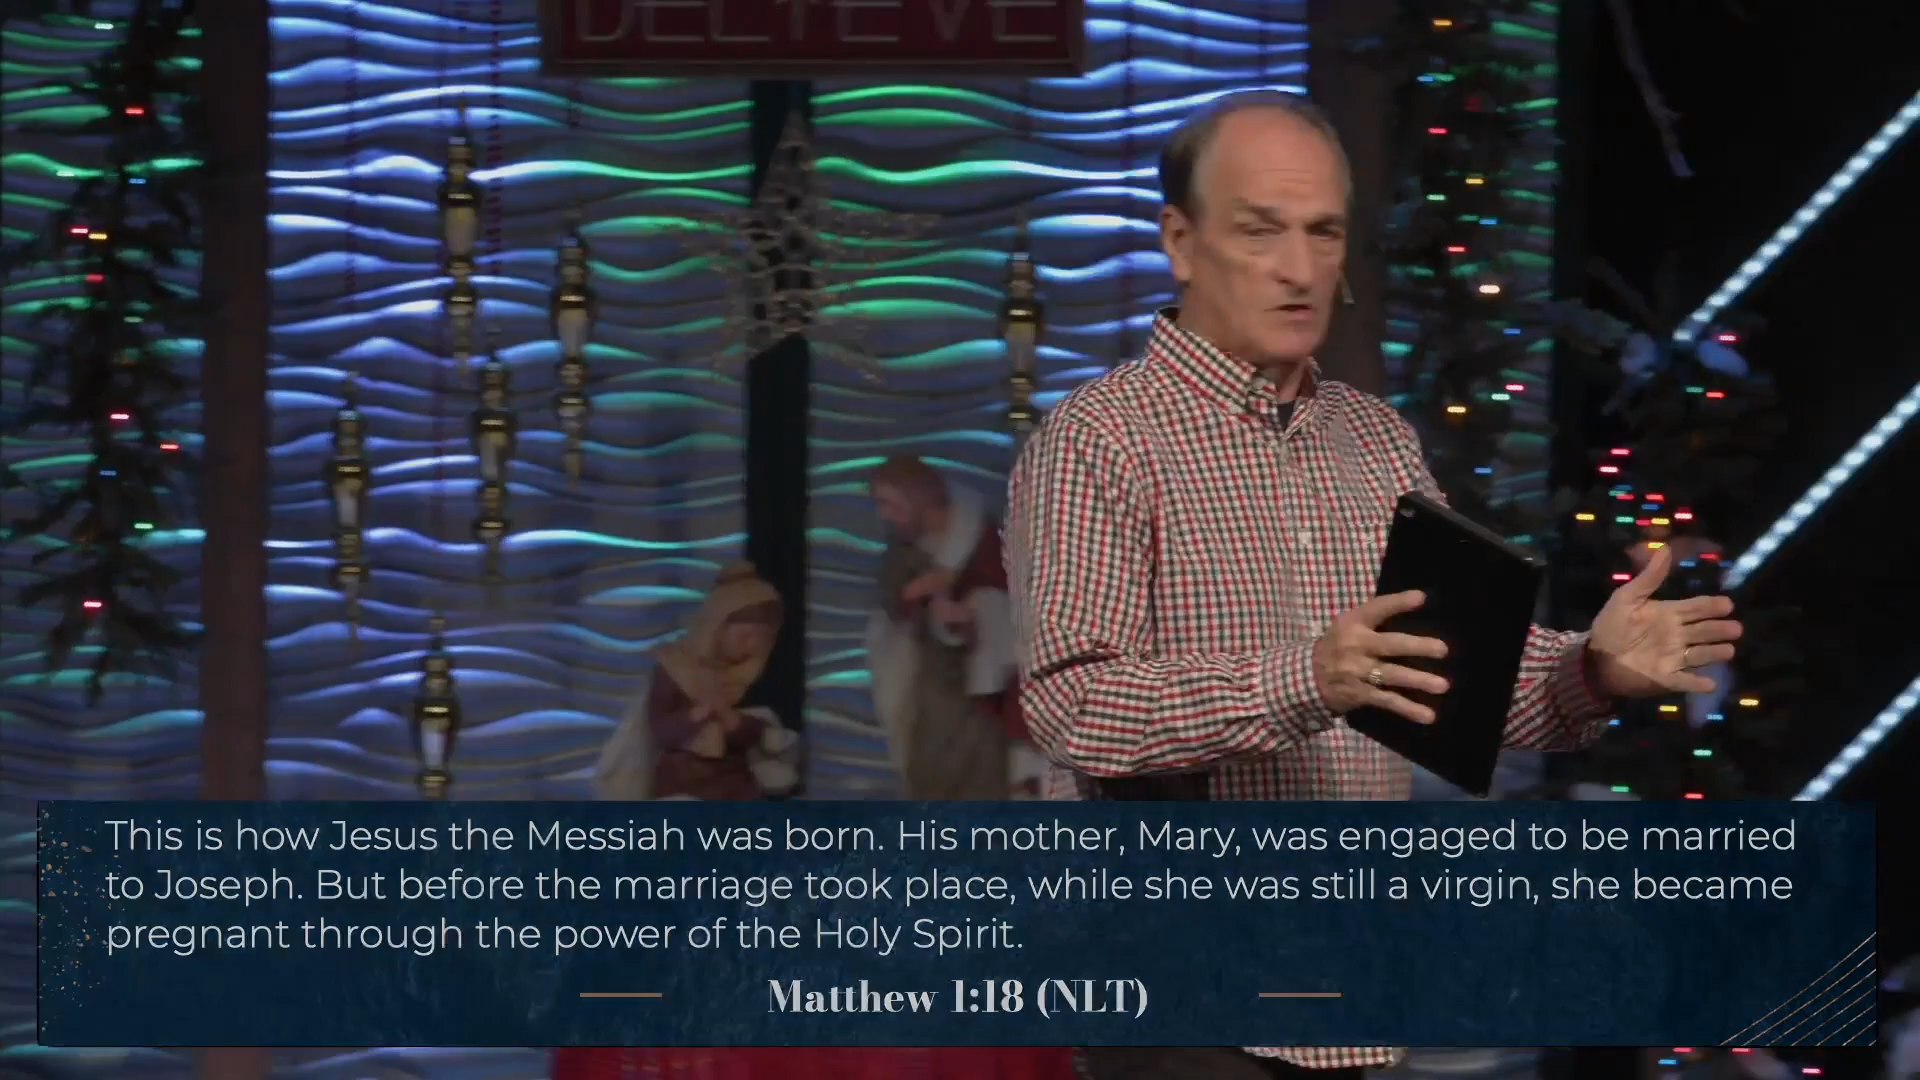 BELIEVE
This is how Jesus the Messiah was born. His mother, Mary, was engaged to be married
to Joseph. But before the marriage took place, while she was still a virgin, she became
pregnant through the power of the Holy Spirit.
Matthew 1:18 (NLT)